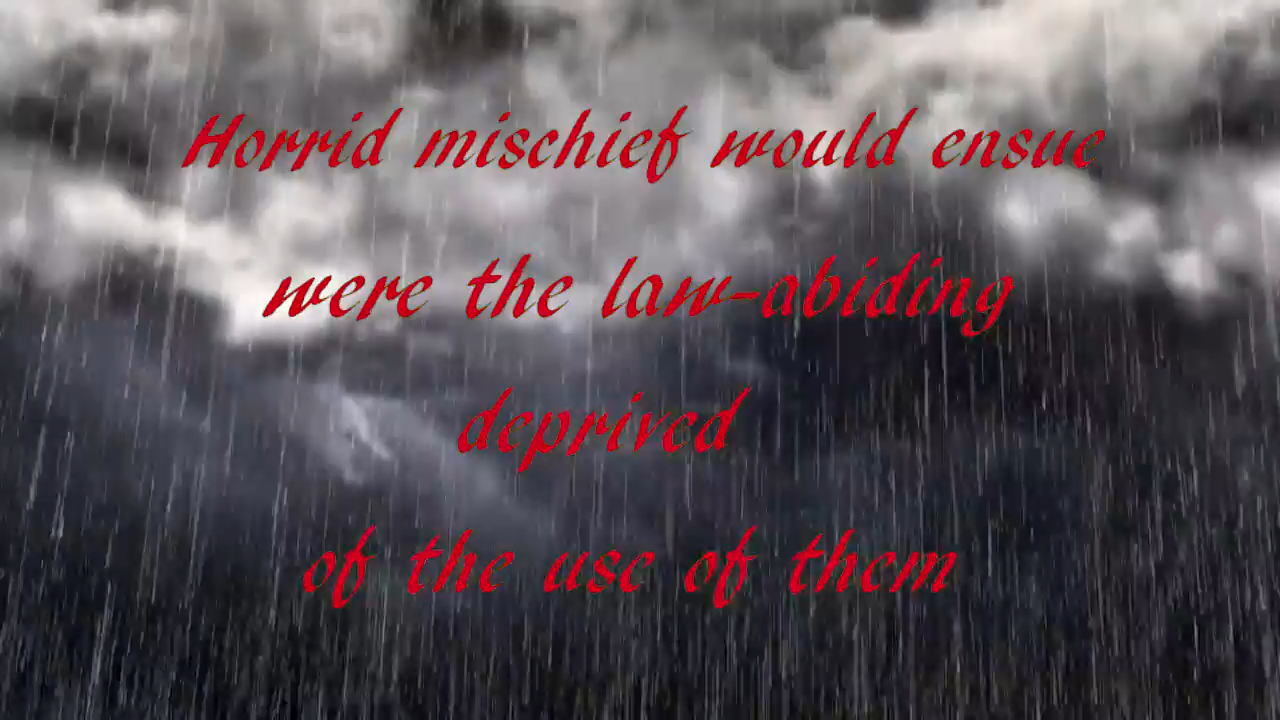 Horrid mischief would ensue
were the law-abiding
deprived
of the use of them